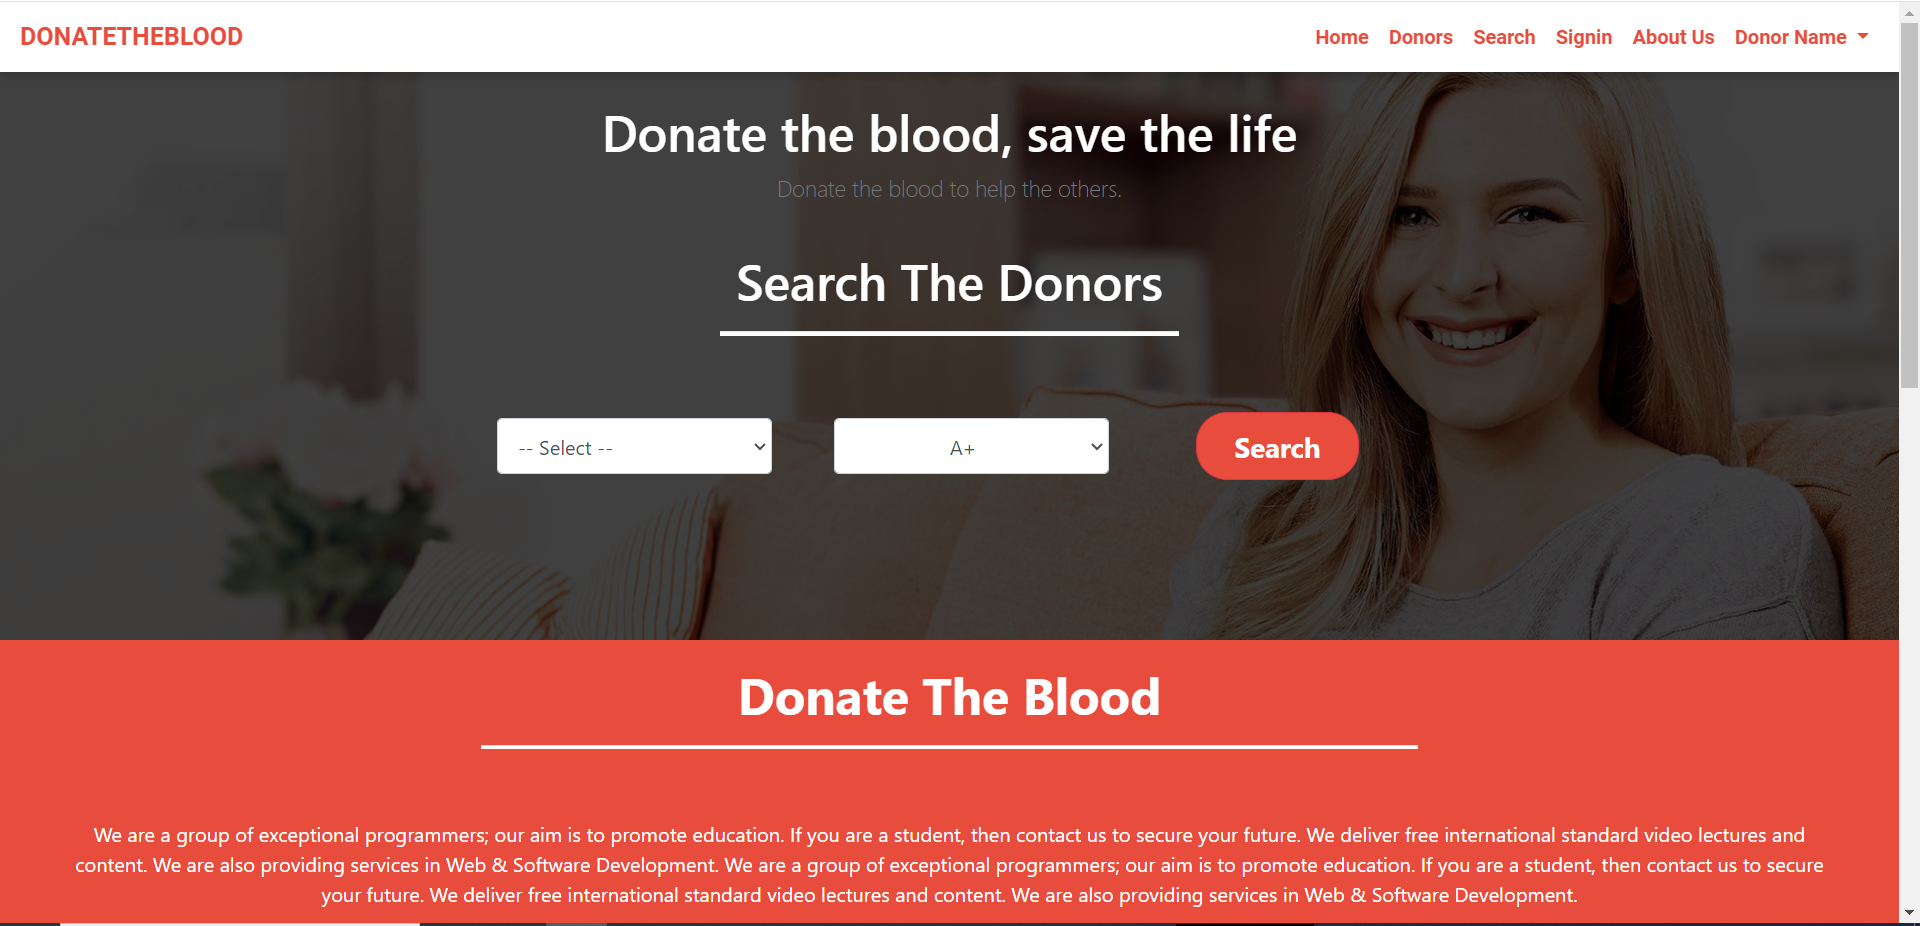 DONATETHEBLOOD
Home Donors Search Signin About Us Donor Name
Donate the blood, save the life
Donate the blood to help the others.
Search The Donors
-- Select -- A+ Search
Donate The Blood
We are a group of exceptional programmers; our aim is to promote education. If you are a student, then contact us to secure your future. We deliver free international standard video lectures and
content. We are also providing services in Web & Software Development. We are a group of exceptional programmers; our aim is to promote education. If you are a student, then contact us to secure
your future. We deliver free international standard video lectures and content. We are also providing services in Web & Software Development.